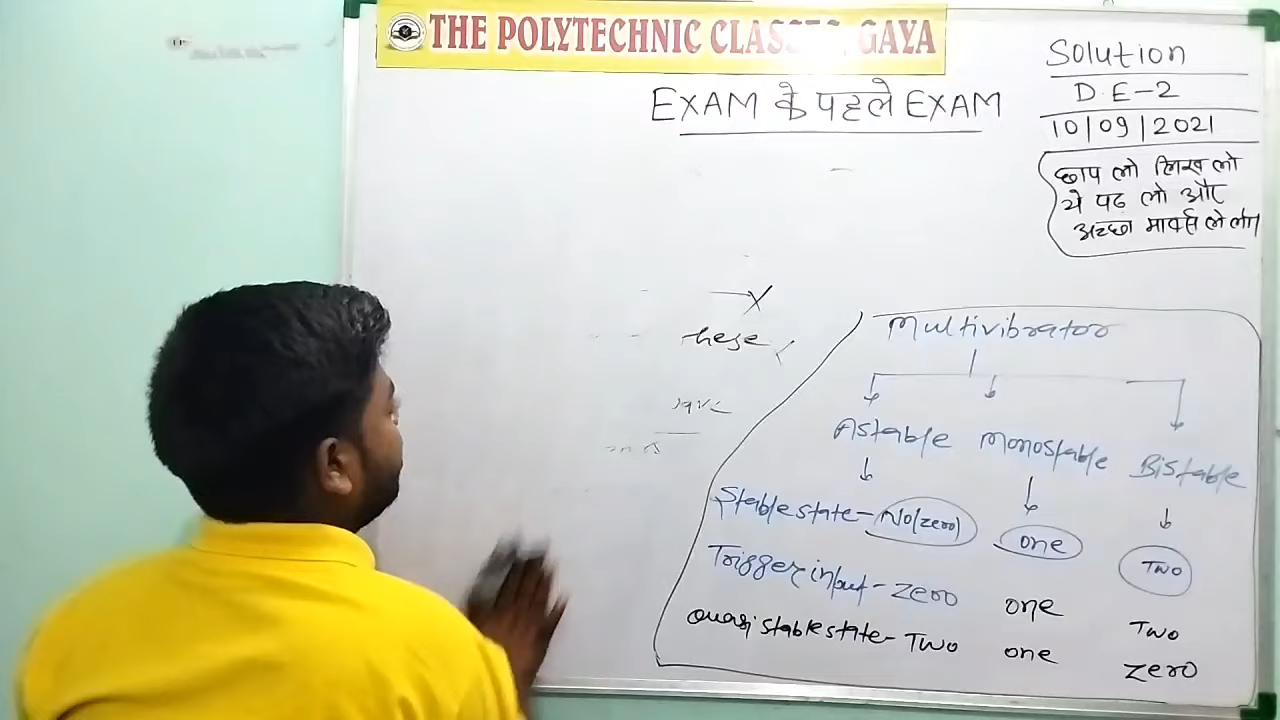 THE POLYTECHNIC CLASSES, GAYA
EXAM के पहले EXAM
Solution
D.E-2
10/09/2021
छाप लो लिख लो
ये पढ़ लो और
अच्छा मार्क्स ले लो।
these
Multivibrator
Astable Monostable Bistable
Stable state- No(zero) one Two
Trigger input- zero one Two
Quasi stable state- Two one zero